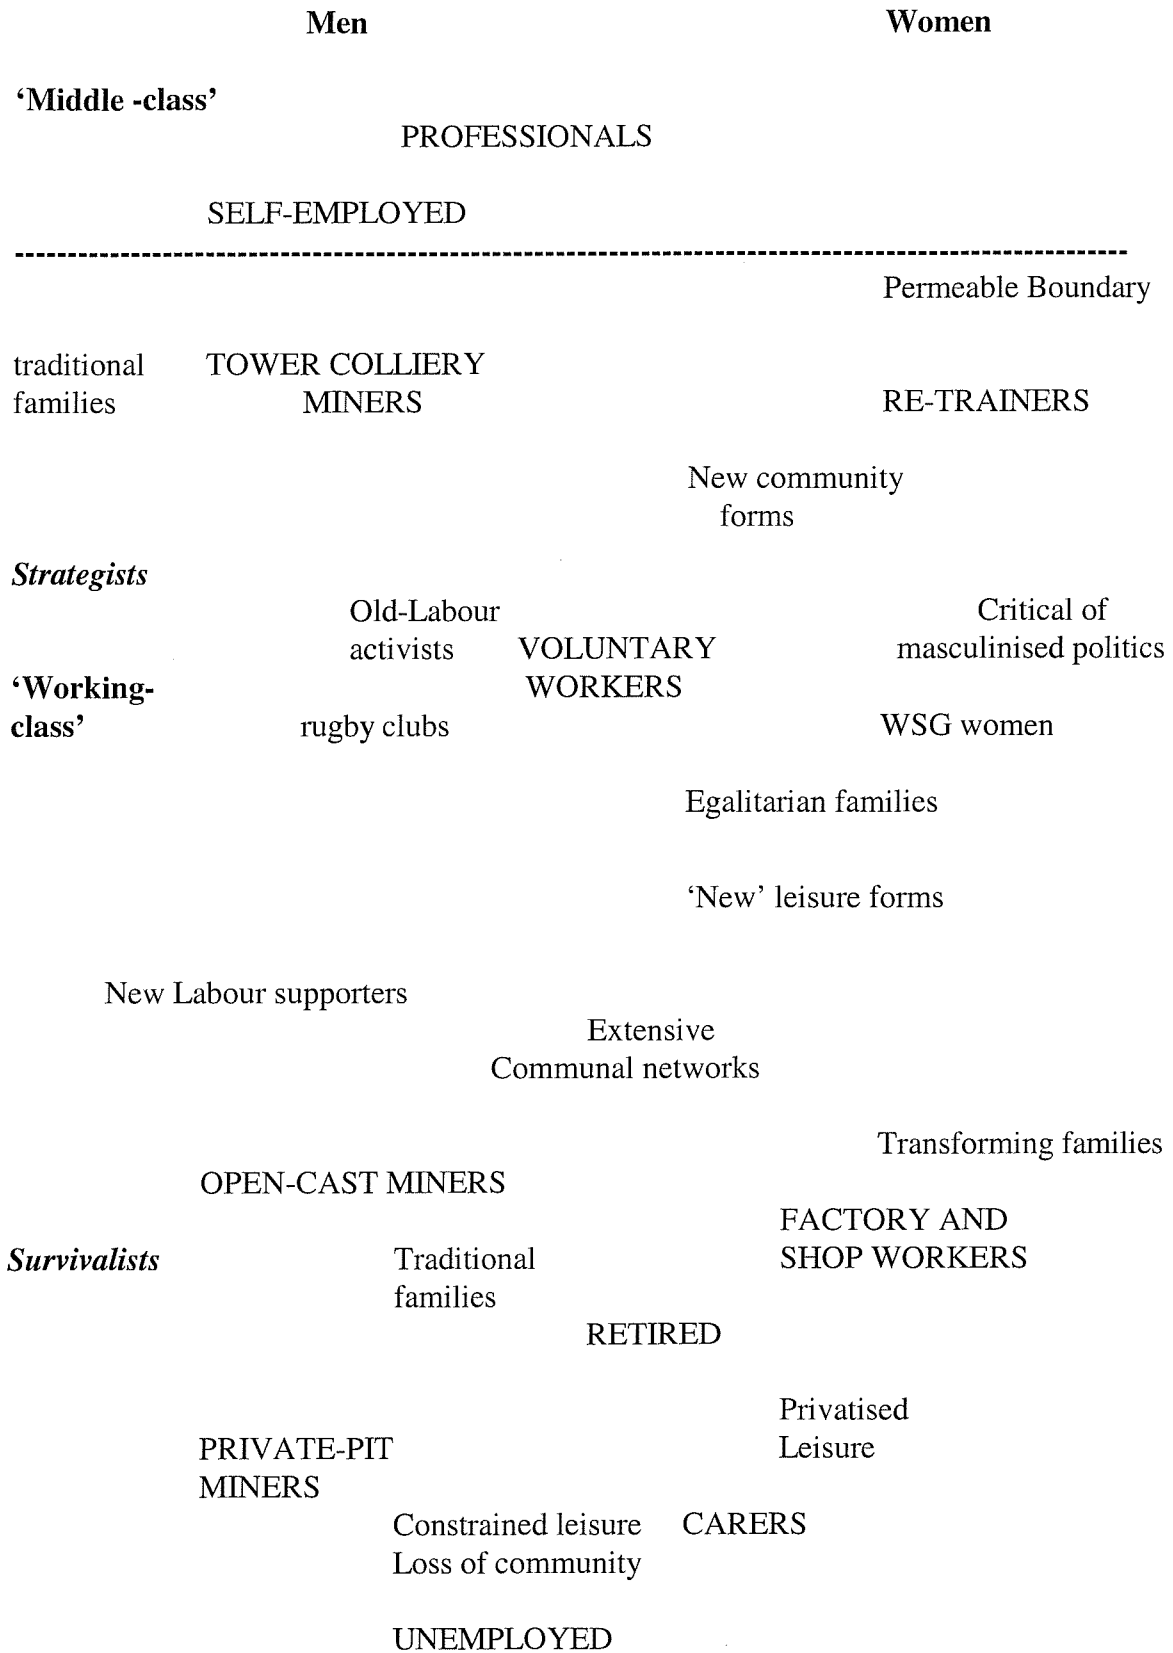 Men Women
‘Middle -class’
PROFESSIONALS
SELF-EMPLOYED
Permeable Boundary
traditional TOWER COLLIERY
families MINERS RE-TRAINERS
New community
forms
Strategists
Old-Labour Critical of
activists VOLUNTARY masculinised politics
‘Working- WORKERS
class’ rugby clubs WSG women
Egalitarian families
‘New’ leisure forms
New Labour supporters
Extensive
Communal networks
Transforming families
OPEN-CAST MINERS
FACTORY AND
Survivalists Traditional SHOP WORKERS
families
RETIRED
Privatised
PRIVATE-PIT Leisure
MINERS
Constrained leisure CARERS
Loss of community
UNEMPLOYED